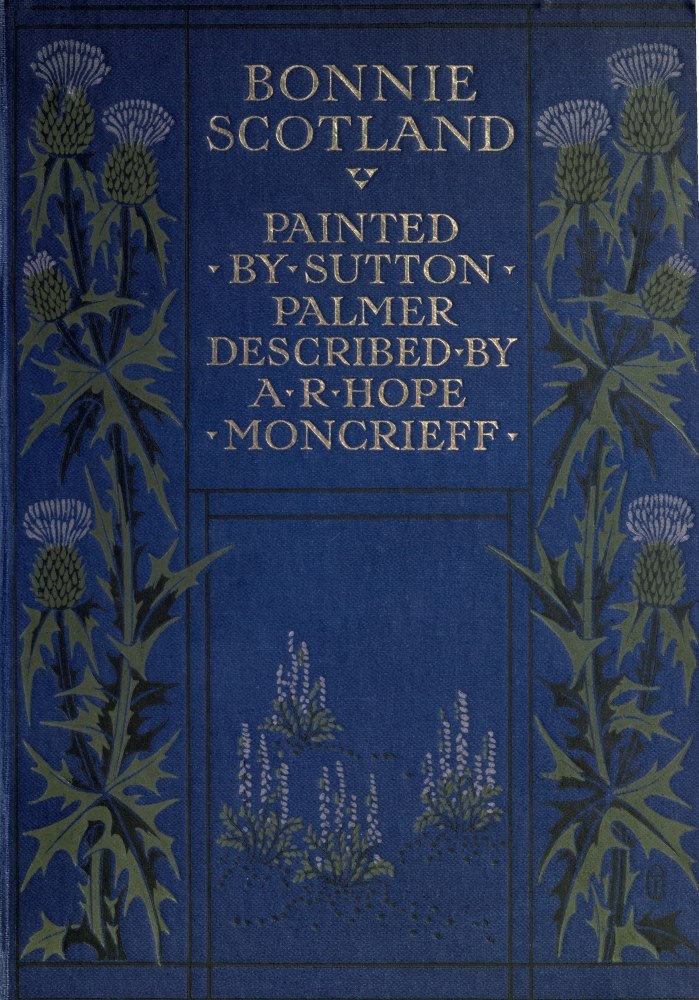 BONNIE
SCOTLAND
PAINTED
BY SUTTON
PALMER
DESCRIBED·BY
A·R·HOPE
MONCRIEFF